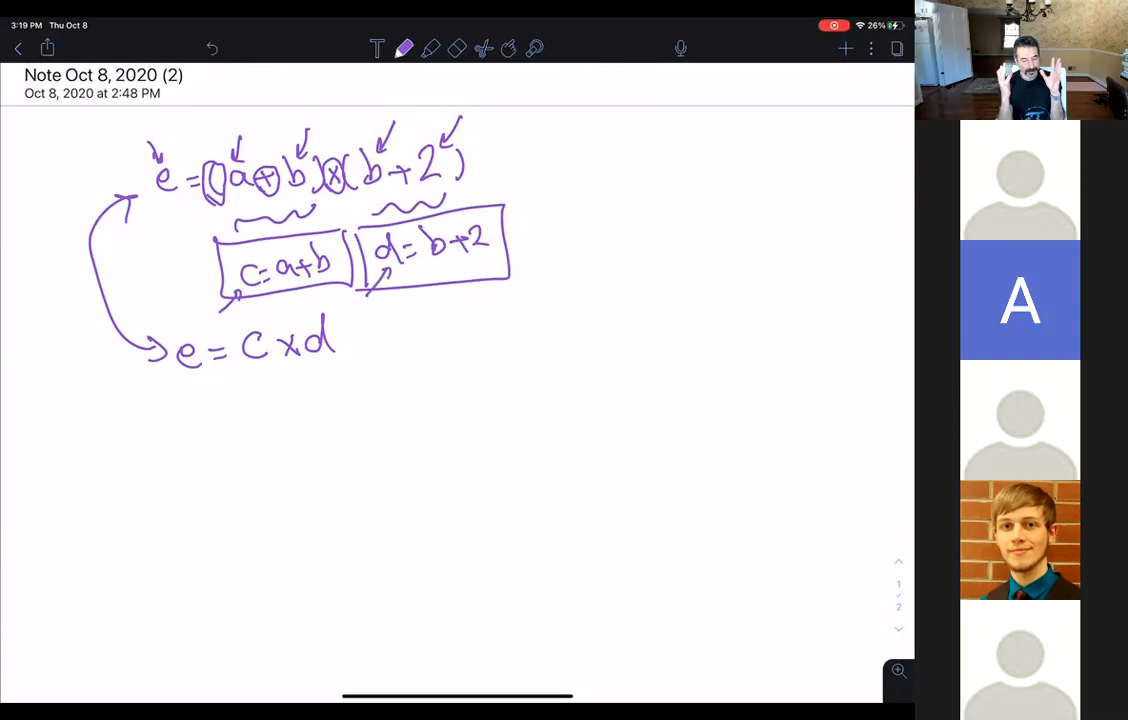 3:19 PM Thu Oct 8
26%
T
Note Oct 8, 2020 (2)
Oct 8, 2020 at 2:48 PM
e = (a + b) × (b + 2)
c = a + b
d = b + 2
e = c × d
A
1
/
2